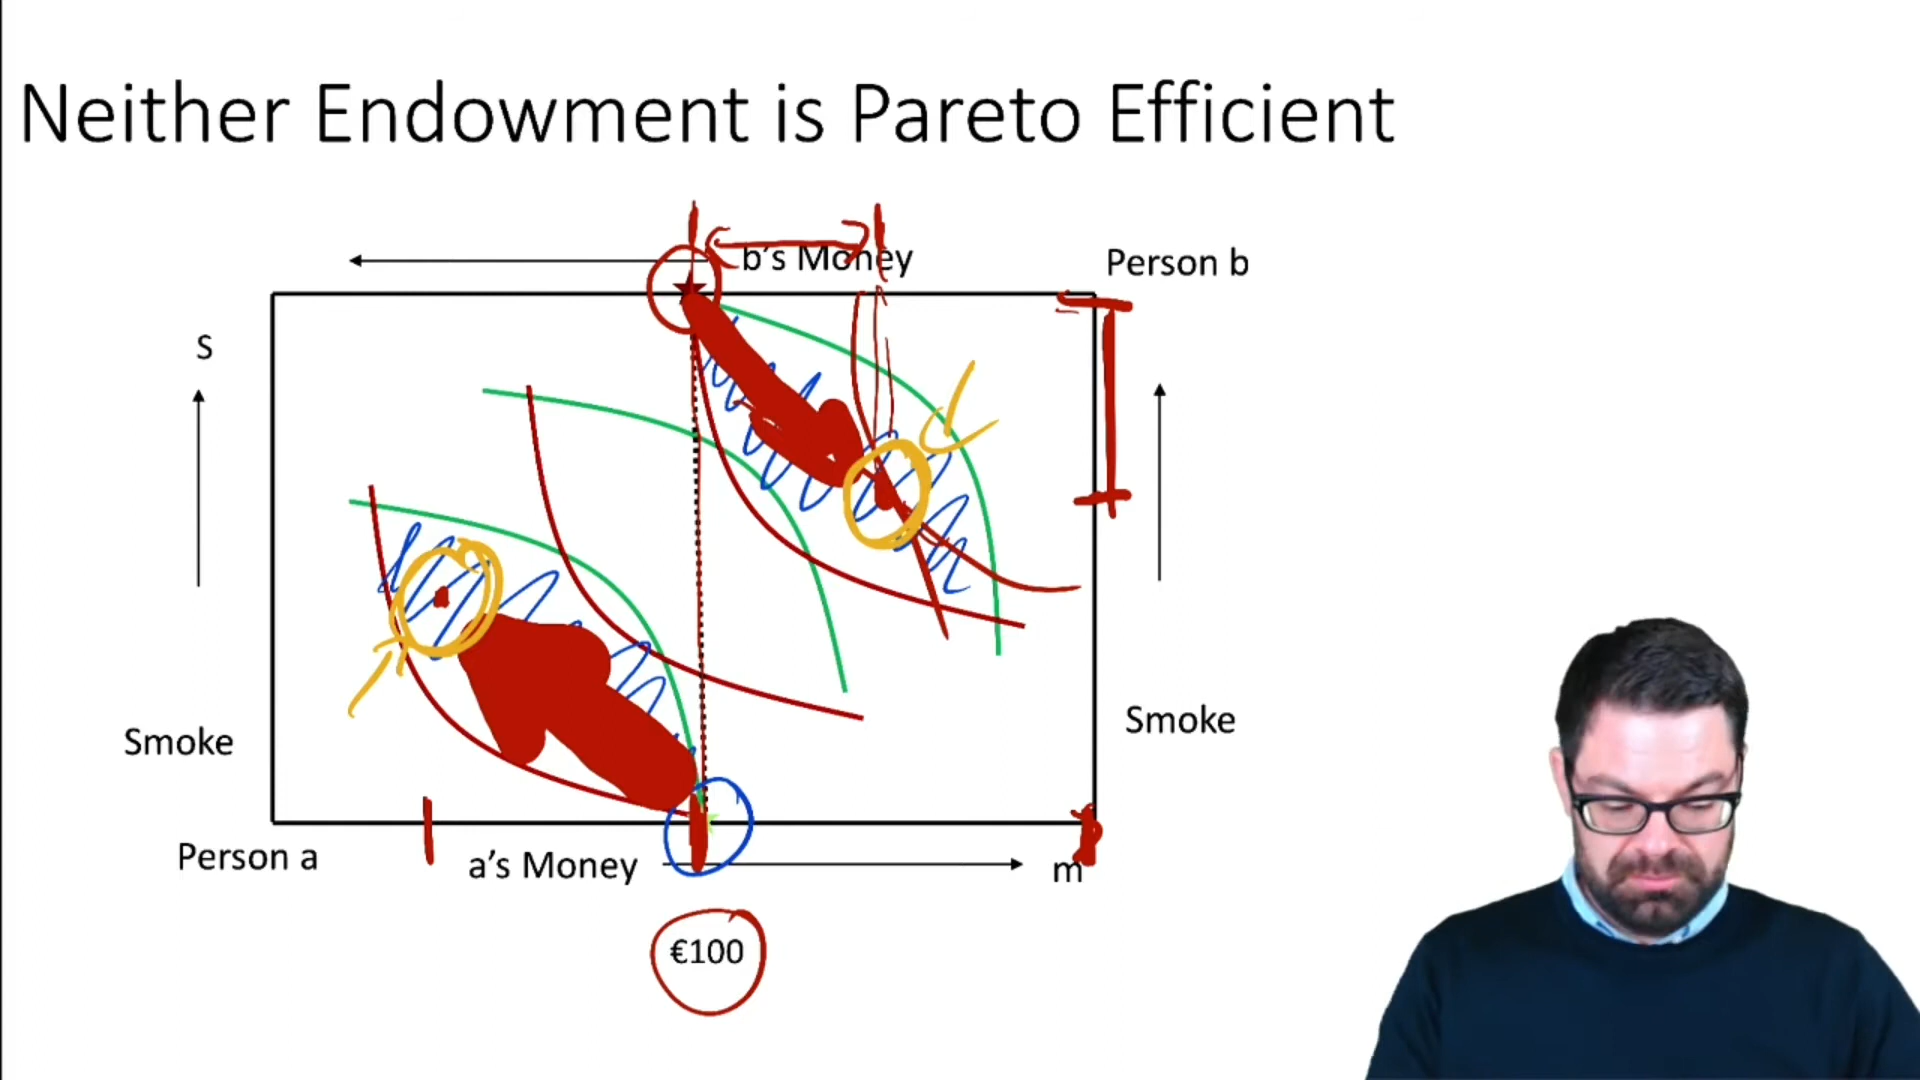 Neither Endowment is Pareto Efficient
b's Money
Person b
S
Smoke
Smoke
Person a
a's Money
m
€100